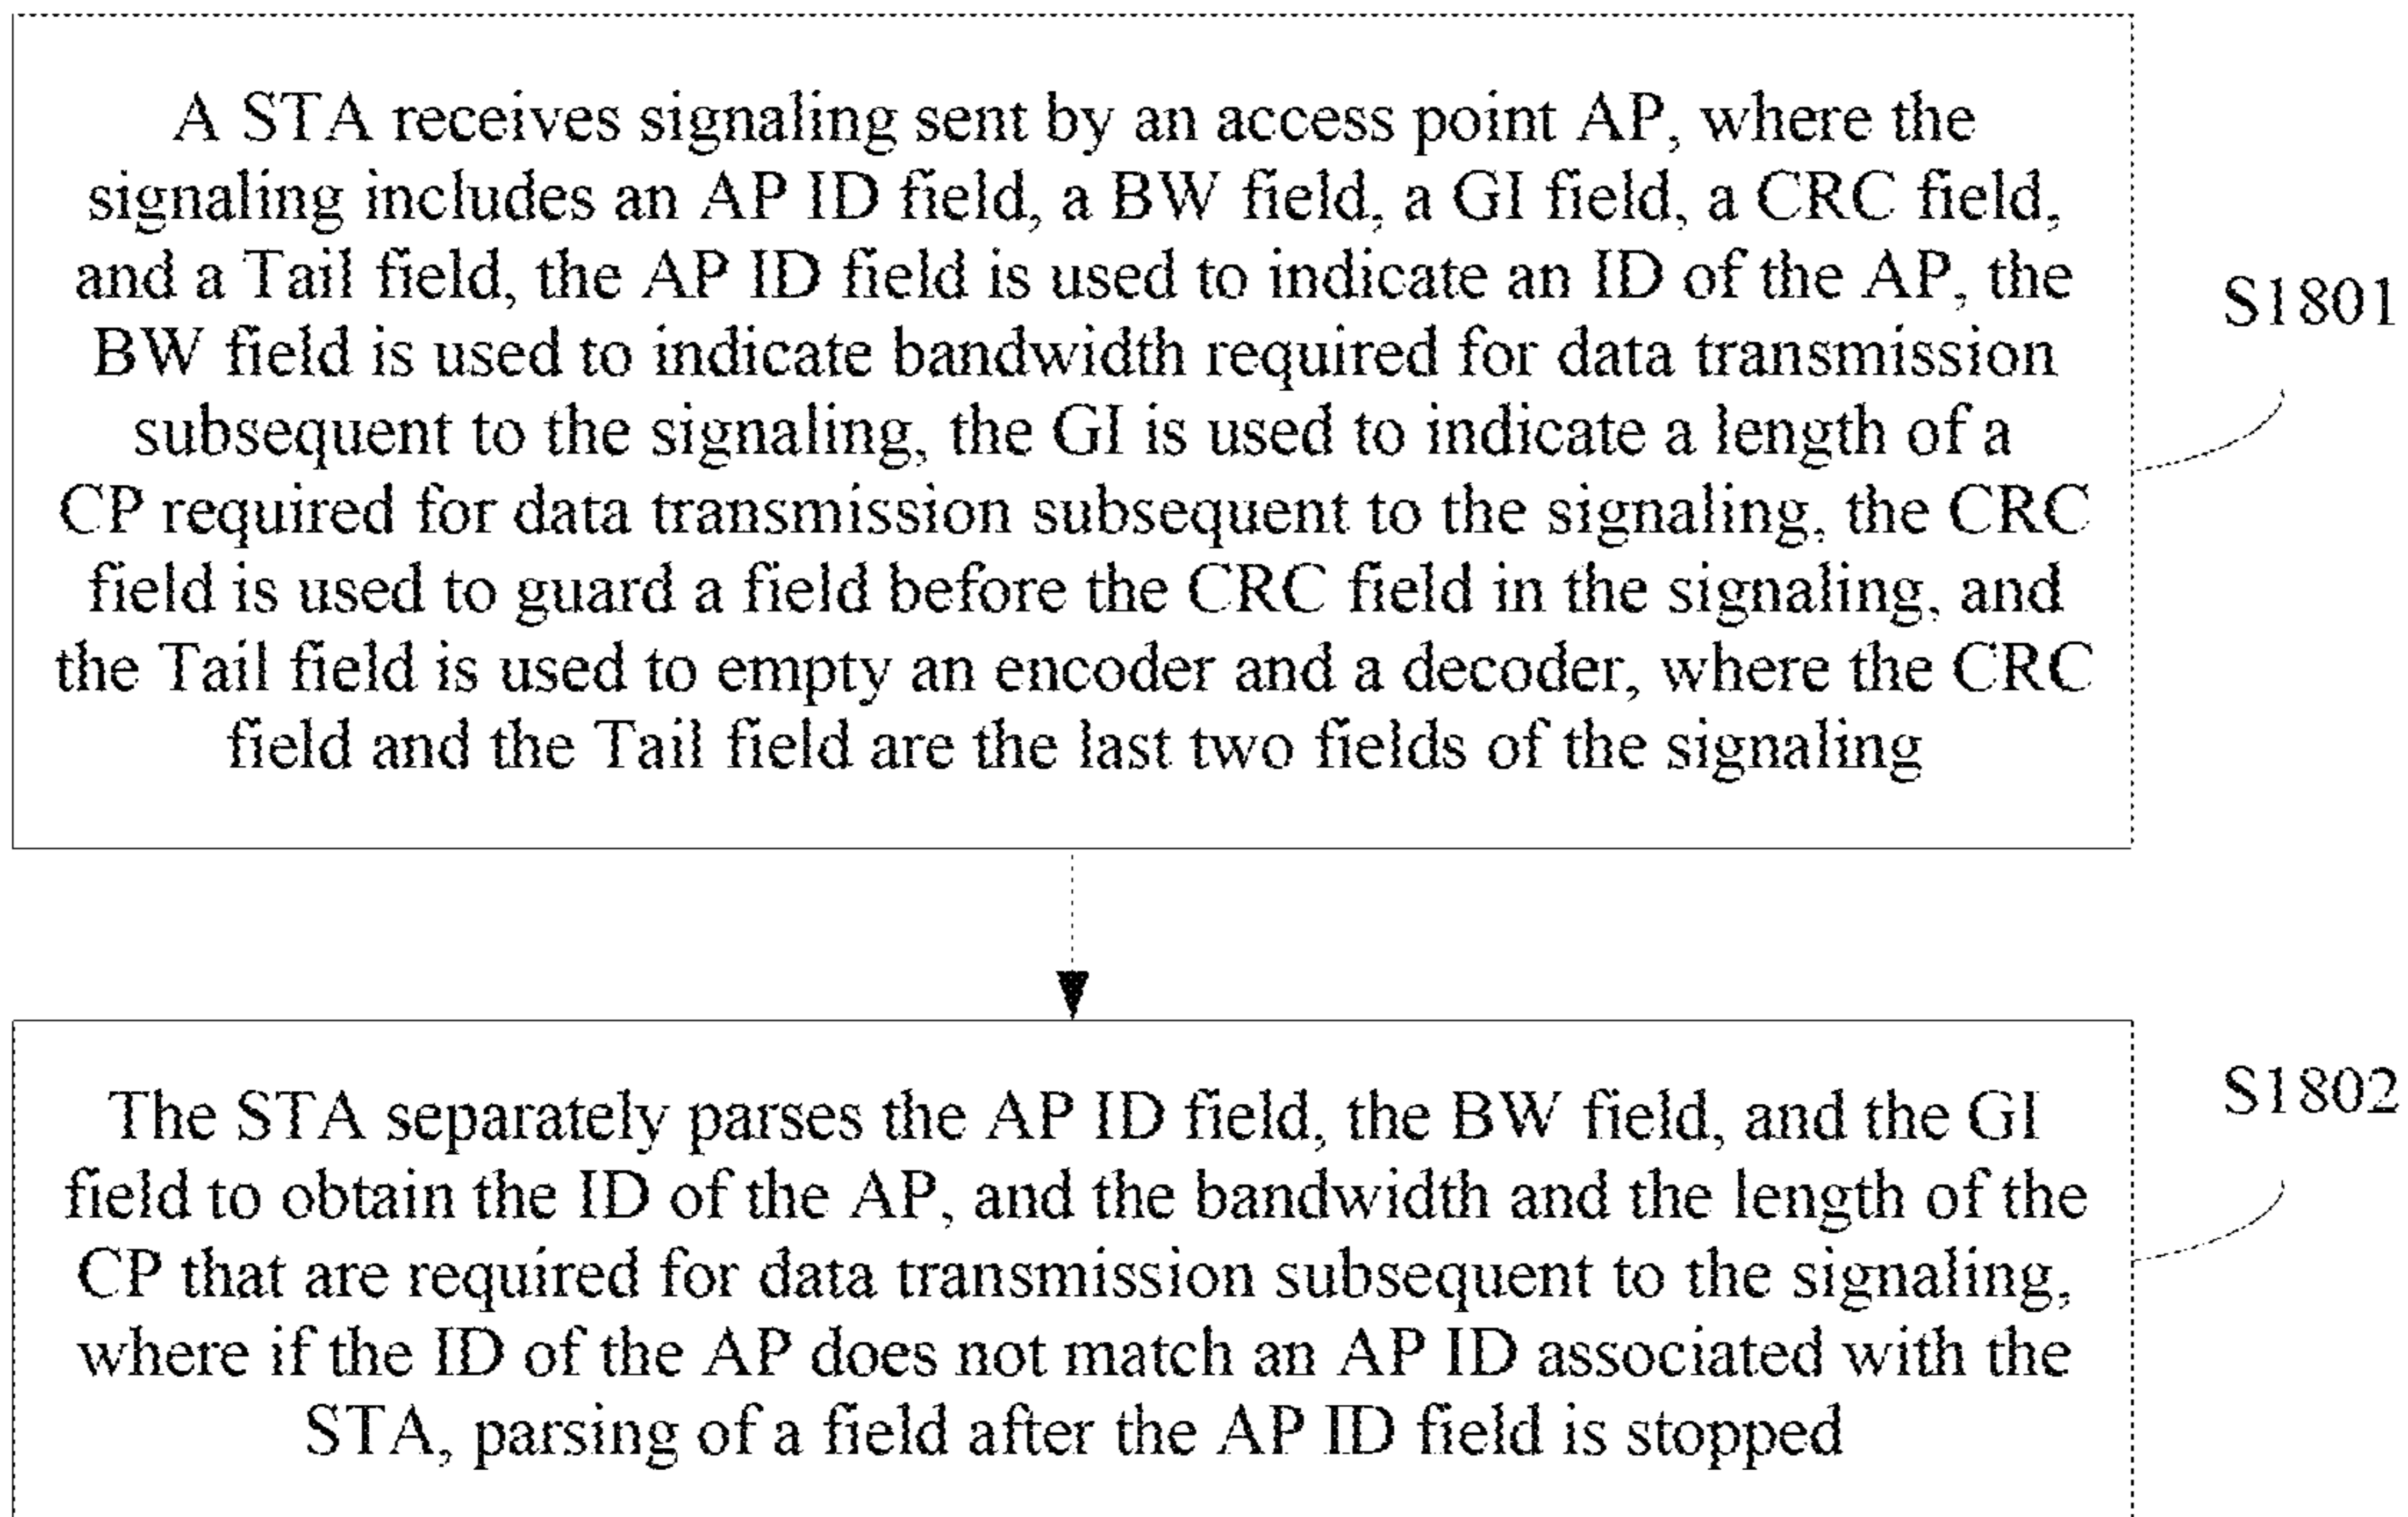 A STA receives signaling sent by an access point AP, where the
signaling includes an AP ID field, a BW field, a GI field, a CRC field,
and a Tail field, the AP ID field is used to indicate an ID of the AP, the
BW field is used to indicate bandwidth required for data transmission
subsequent to the signaling, the GI is used to indicate a length of a
CP required for data transmission subsequent to the signaling, the CRC
field is used to guard a field before the CRC field in the signaling, and
the Tail field is used to empty an encoder and a decoder, where the CRC
field and the Tail field are the last two fields of the signaling
S1801
The STA separately parses the AP ID field, the BW field, and the GI
field to obtain the ID of the AP, and the bandwidth and the length of the
CP that are required for data transmission subsequent to the signaling,
where if the ID of the AP does not match an AP ID associated with the
STA, parsing of a field after the AP ID field is stopped
S1802